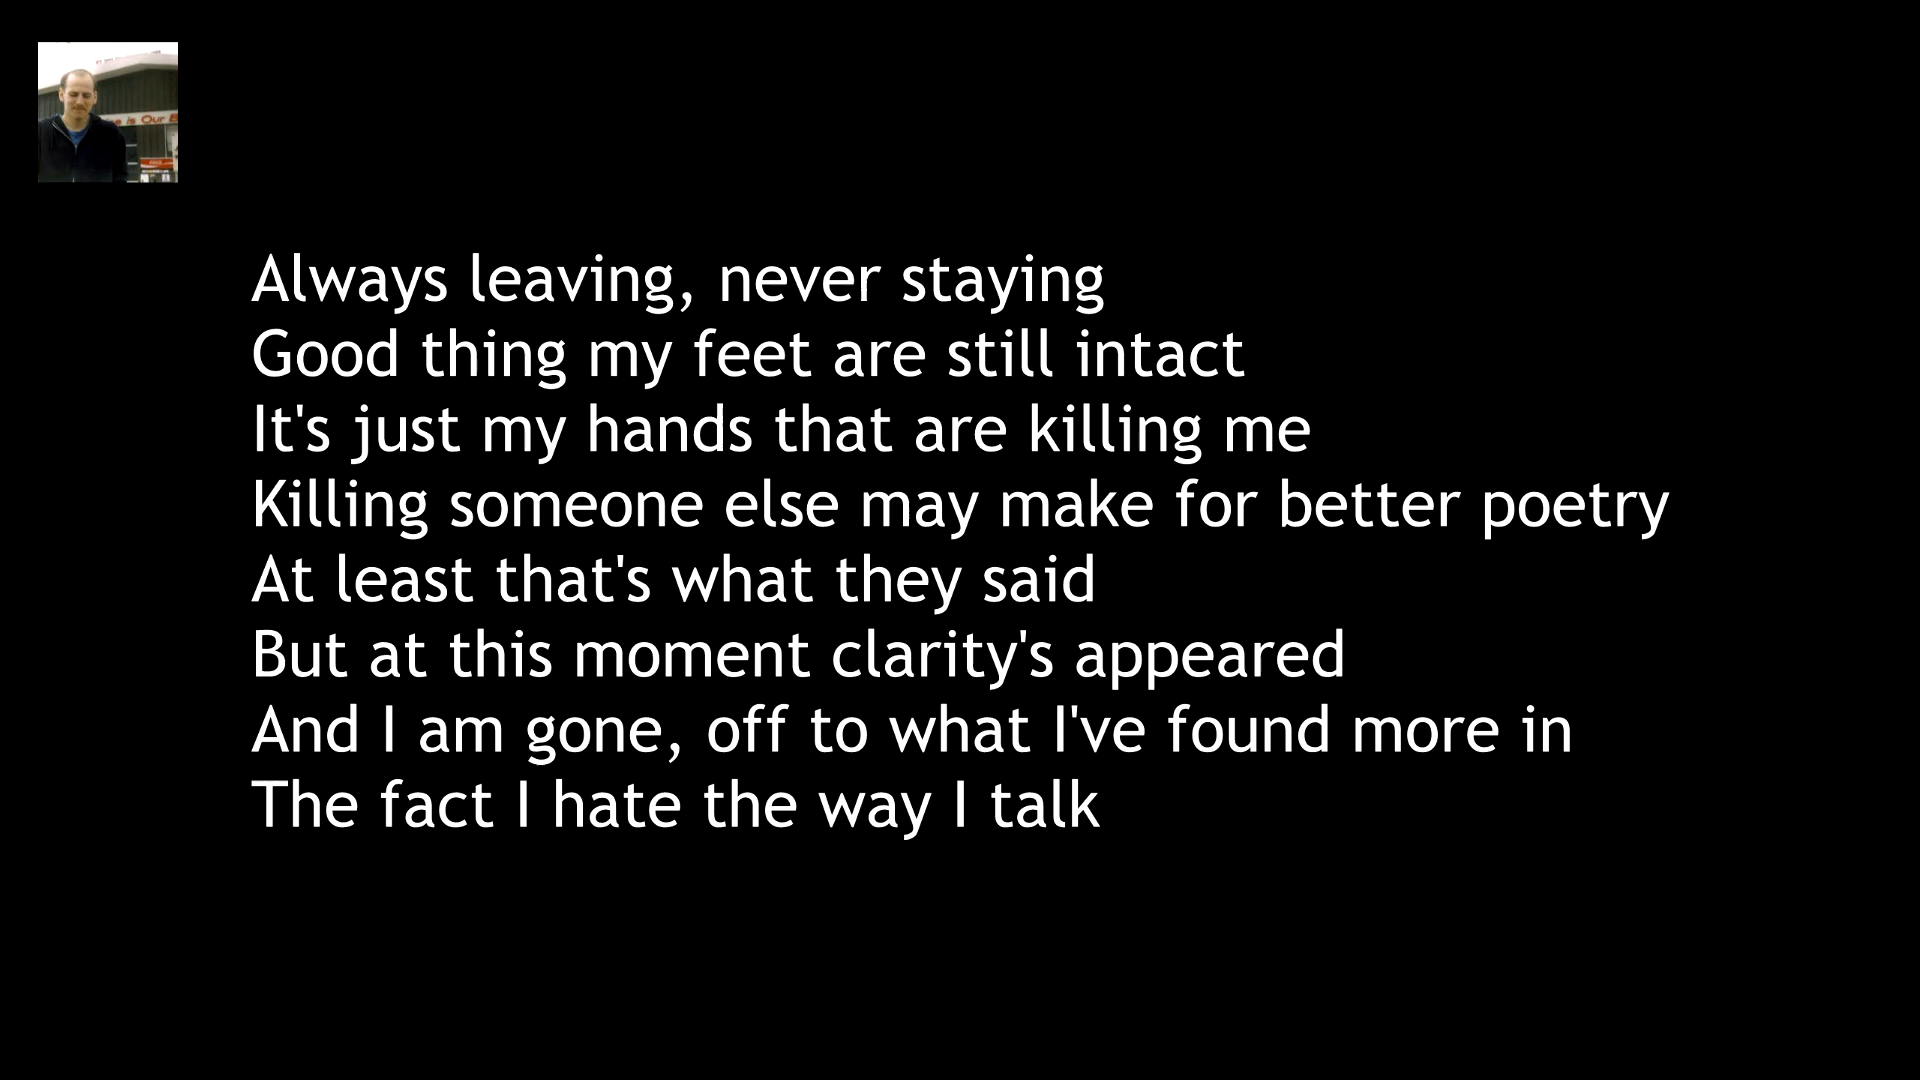 e is Our B
Always leaving, never staying
Good thing my feet are still intact
It's just my hands that are killing me
Killing someone else may make for better poetry
At least that's what they said
But at this moment clarity's appeared
And I am gone, off to what I've found more in
The fact I hate the way I talk